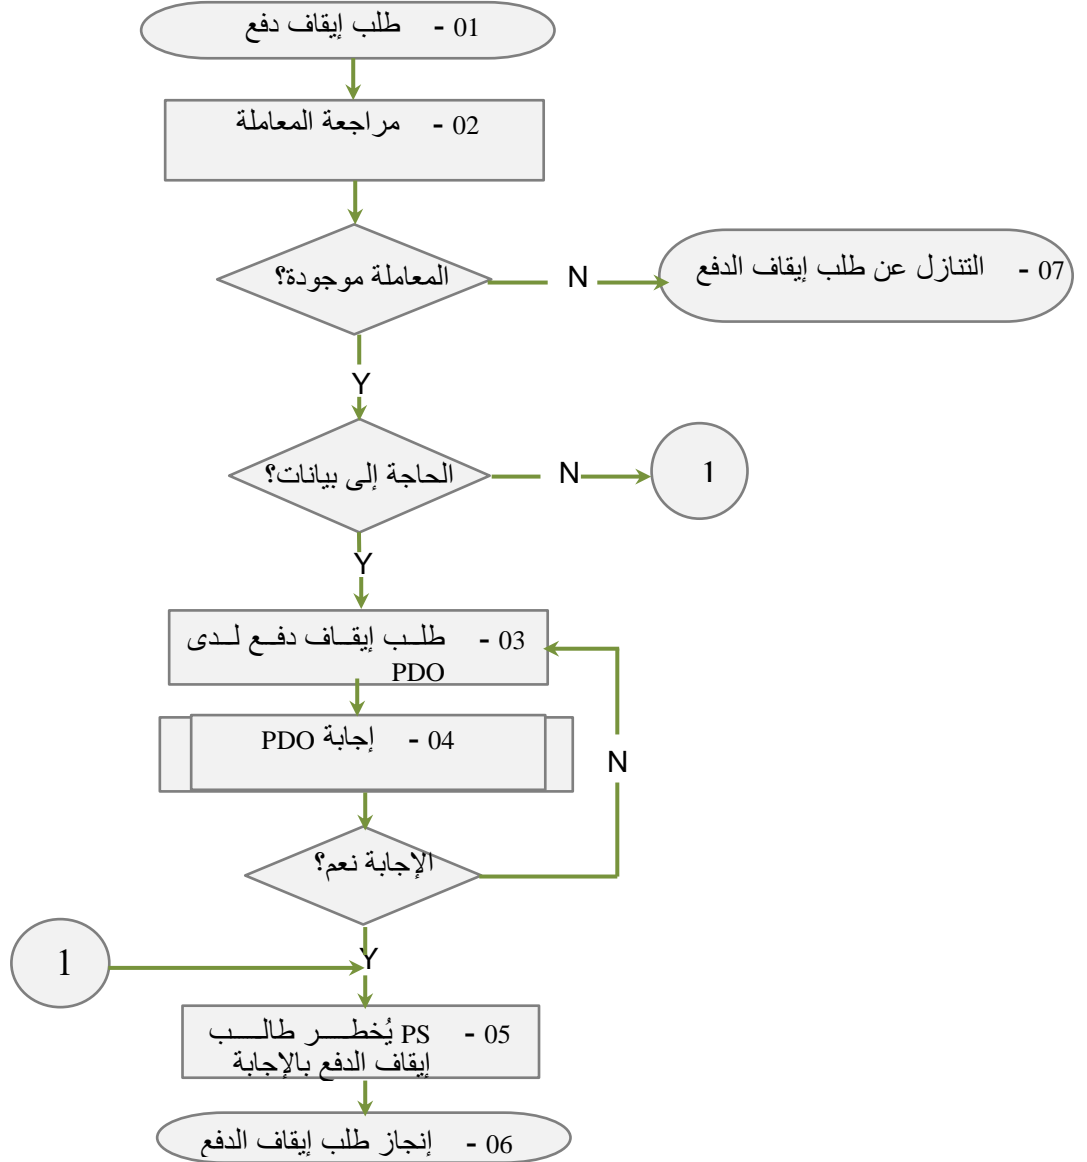 01 - طلب إيقاف دفع
02 - مراجعة المعاملة
المعاملة موجودة؟
N
07 - التنازل عن طلب إيقاف الدفع
Y
الحاجة إلى بيانات؟
N
1
Y
03 - طلب إيقاف دفع لدى
PDO
04 - إجابة PDO
N
الإجابة نعم؟
Y
1
05 - PS يُخطر طالب
إيقاف الدفع بالإجابة
06 - إنجاز طلب إيقاف الدفع